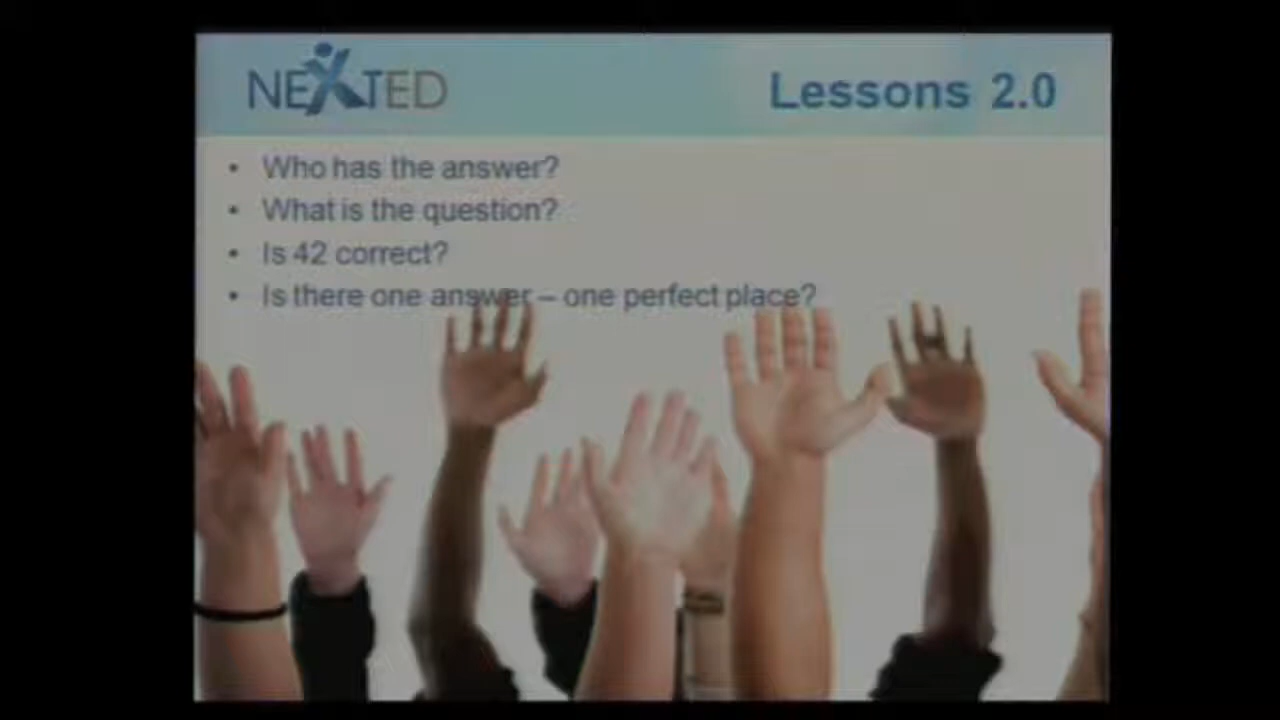 NEXTED
Lessons 2.0
• Who has the answer?
• What is the question?
• Is 42 correct?
• Is there one answer – one perfect place?